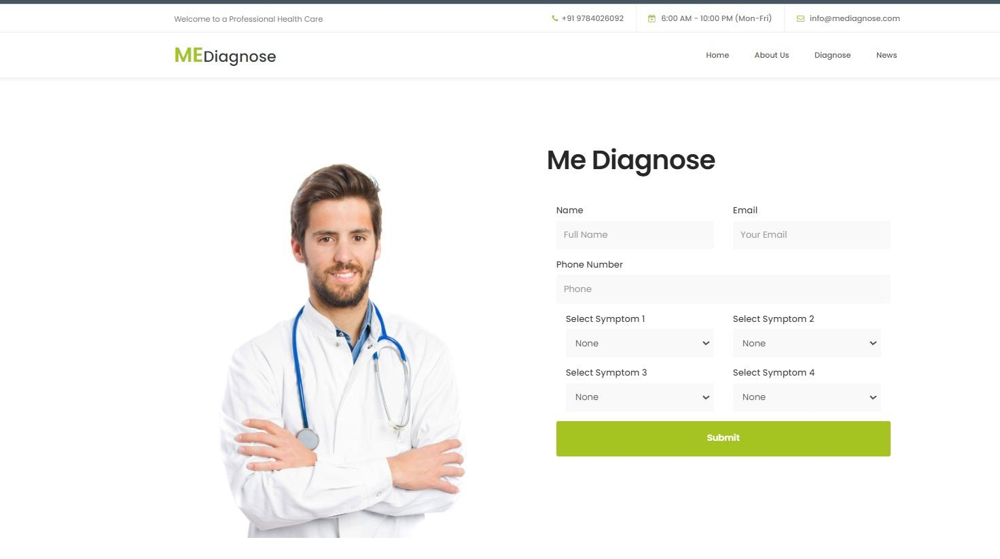 Welcome to a Professional Health Care
+91 9784026092
6:00 AM - 10:00 PM (Mon-Fri)
info@mediagnose.com
MEDiagnose
Home About Us Diagnose News
Me Diagnose
Name Email
Full Name Your Email
Phone Number
Phone
Select Symptom 1 Select Symptom 2
None None
Select Symptom 3 Select Symptom 4
None None
Submit